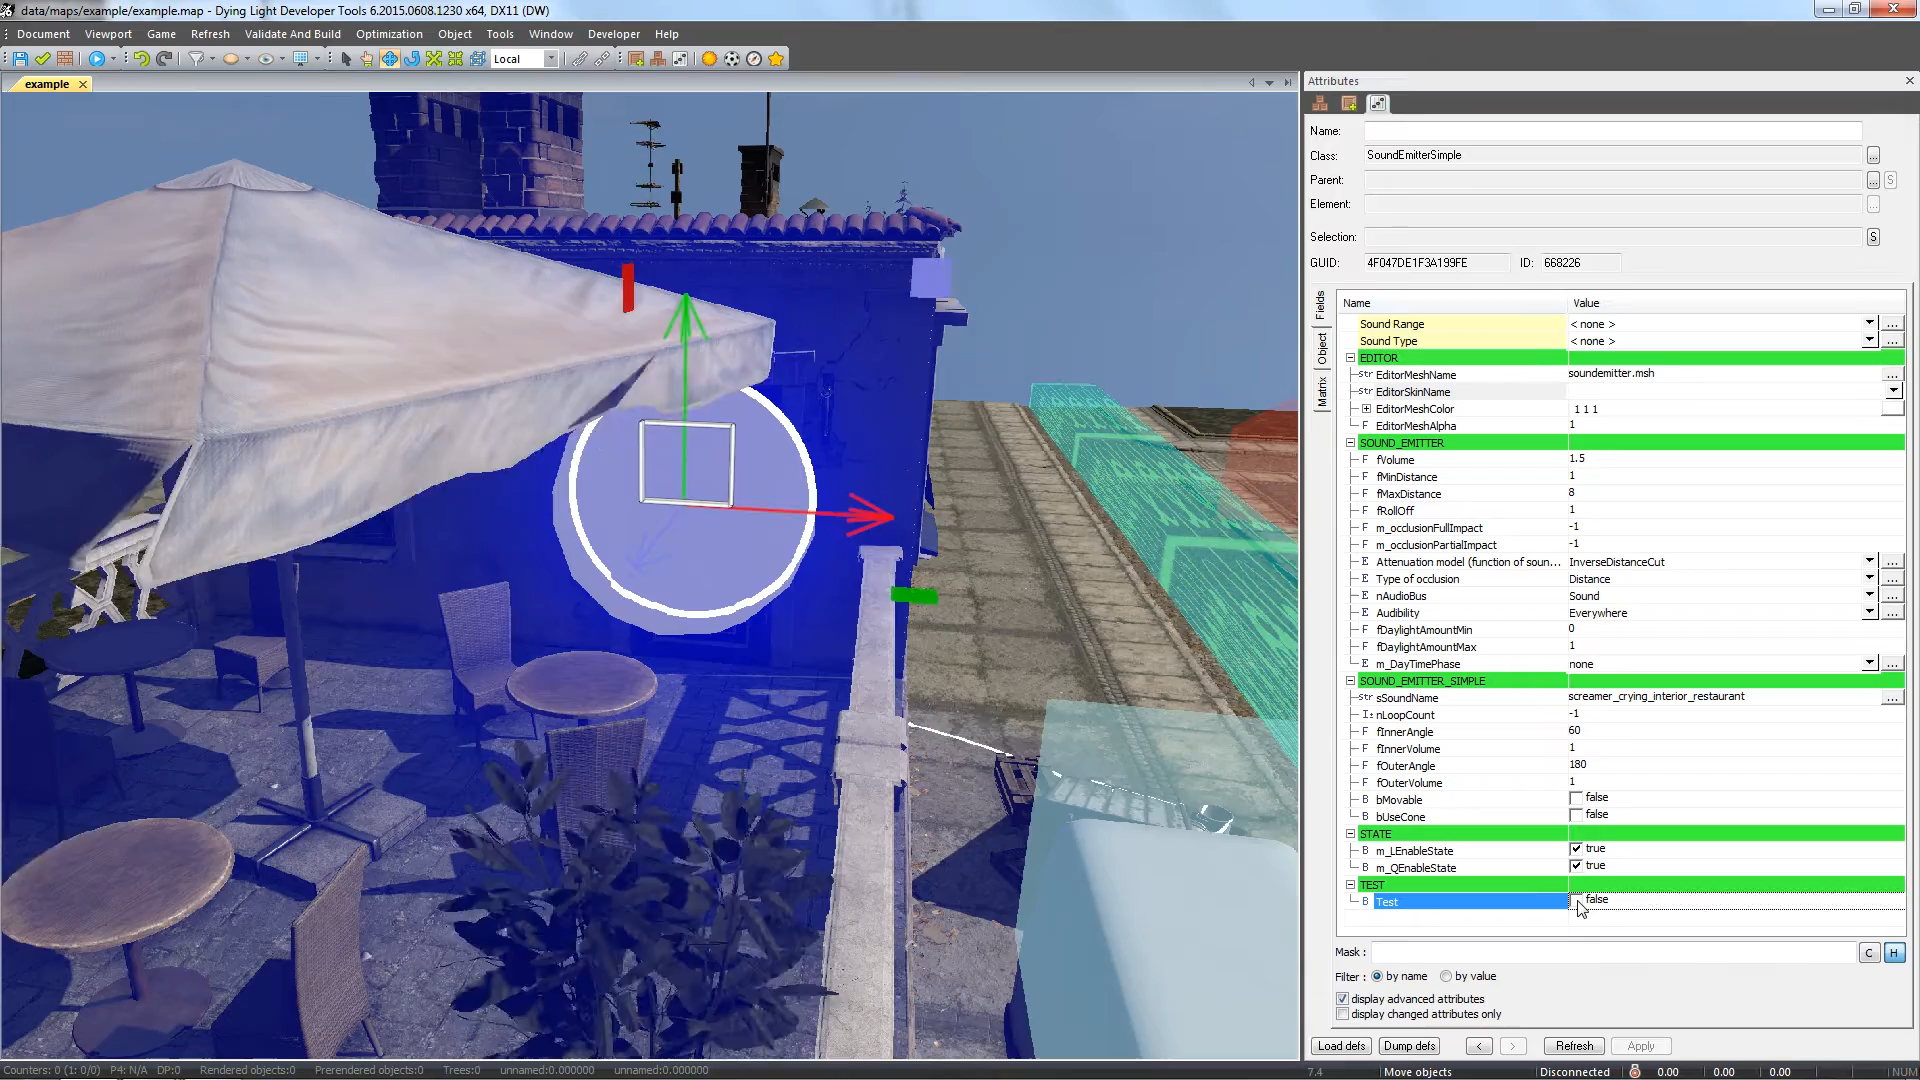 data/maps/example/example.map - Dying Light Developer Tools 6.2015.0608.1230 x64, DX11 (DW)
Document Viewport Game Refresh Validate And Build Optimization Object Tools Window Developer Help
Local
example
Attributes
Name:
Class: SoundEmitterSimple ...
Parent: ... S
Element: ...
Selection: S
GUID: 4F047DE1F3A199FE ID: 668226
Fields
Object
Matrix
Name Value
Sound Range < none > ...
Sound Type < none > ...
EDITOR
Str EditorMeshName soundemitter.msh ...
Str EditorSkinName
EditorMeshColor 1 1 1
F EditorMeshAlpha 1
SOUND_EMITTER
F fVolume 1.5
F fMinDistance 1
F fMaxDistance 8
F fRollOff 1
F m_occlusionFullImpact -1
F m_occlusionPartialImpact -1
E Attenuation model (function of soun... InverseDistanceCut ...
E Type of occlusion Distance ...
E nAudioBus Sound ...
E Audibility Everywhere ...
F fDaylightAmountMin 0
F fDaylightAmountMax 1
E m_DayTimePhase none ...
SOUND_EMITTER_SIMPLE
Str sSoundName screamer_crying_interior_restaurant ...
I± nLoopCount -1
F fInnerAngle 60
F fInnerVolume 1
F fOuterAngle 180
F fOuterVolume 1
B bMovable false
B bUseCone false
STATE
B m_LEnableState true
B m_QEnableState true
TEST
B Test false
Mask : C H
Filter : by name by value
display advanced attributes
display changed attributes only
Load defs Dump defs < > Refresh Apply
Counters: 0 (1: 0/0) P4: N/A DP:0 Rendered objects:0 Prerendered objects:0 Trees:0 unnamed:0.000000 unnamed:0.000000 7.4 Move objects Disconnected 0.00 0.00 0.00 NUM